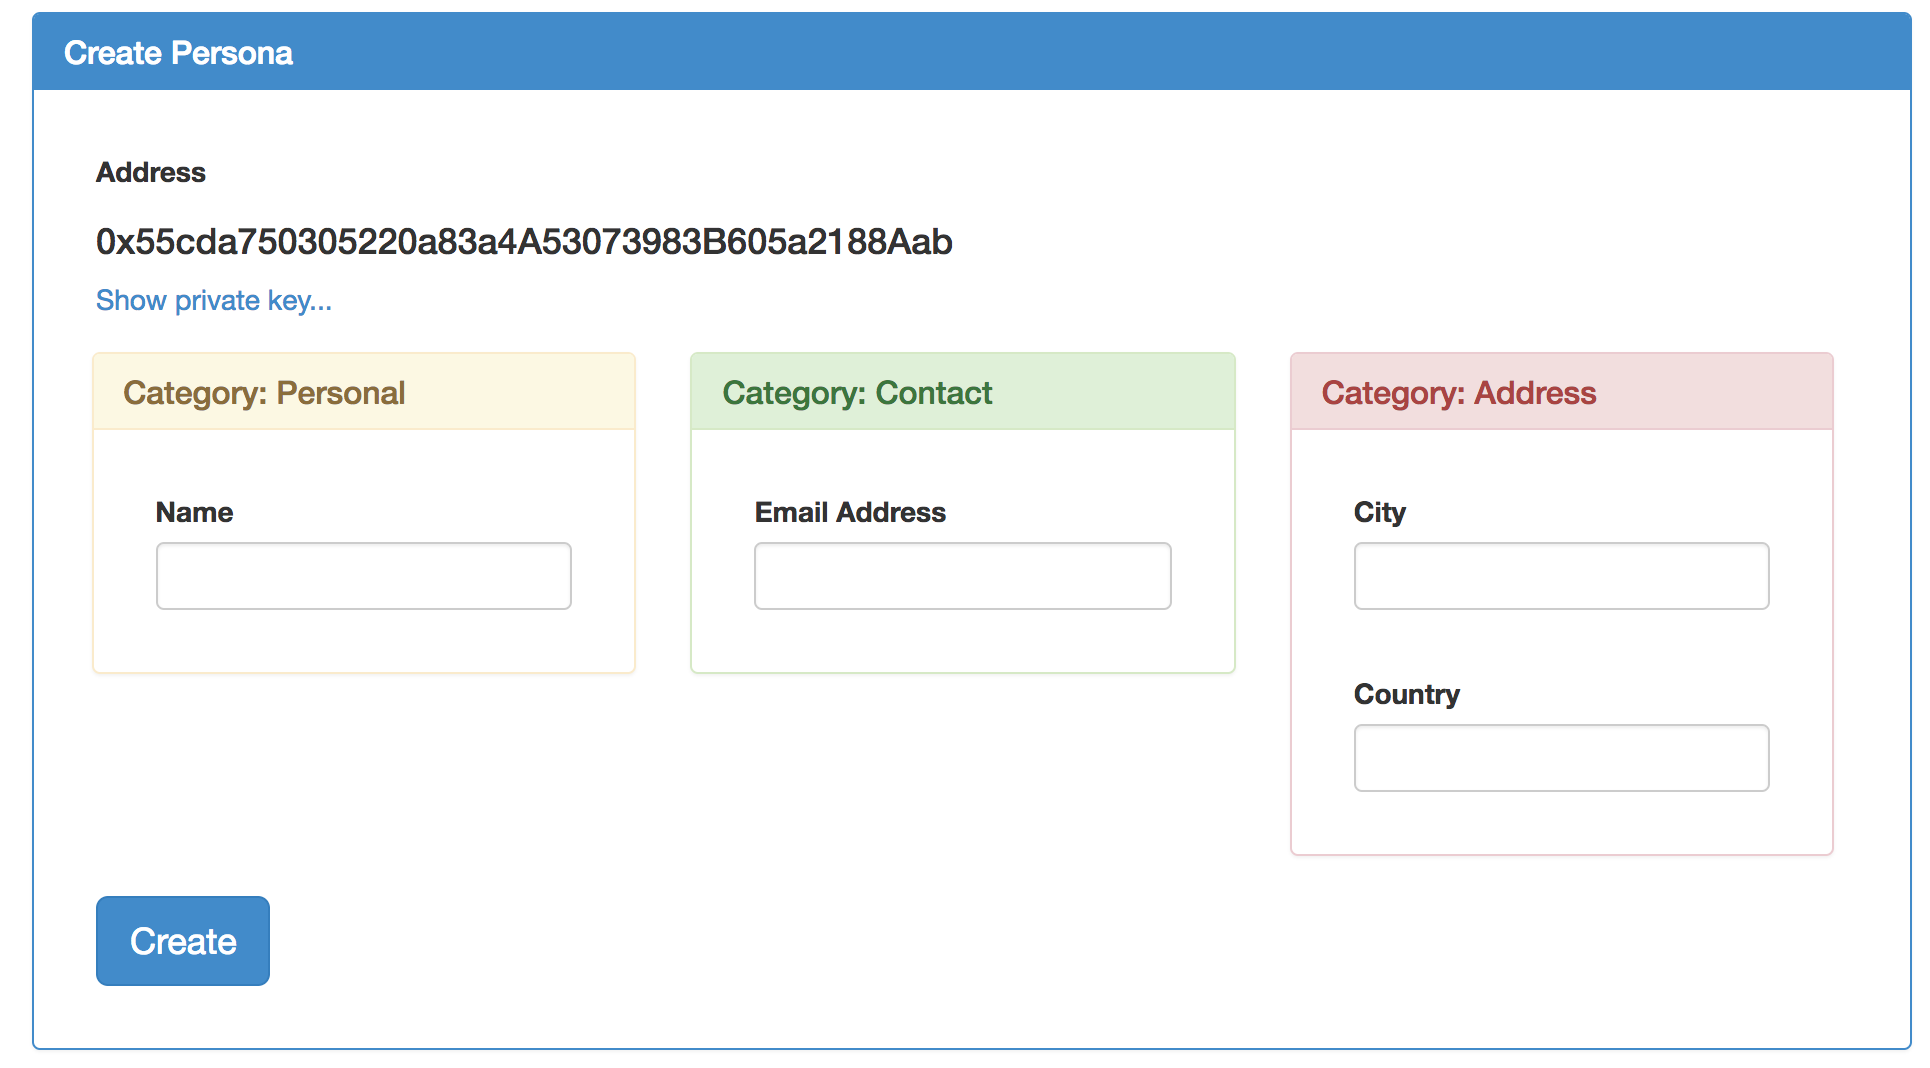 Create Persona
Address
0x55cda750305220a83a4A53073983B605a2188Aab
Show private key...
Category: Personal
Name
Category: Contact
Email Address
Category: Address
City
Country
Create